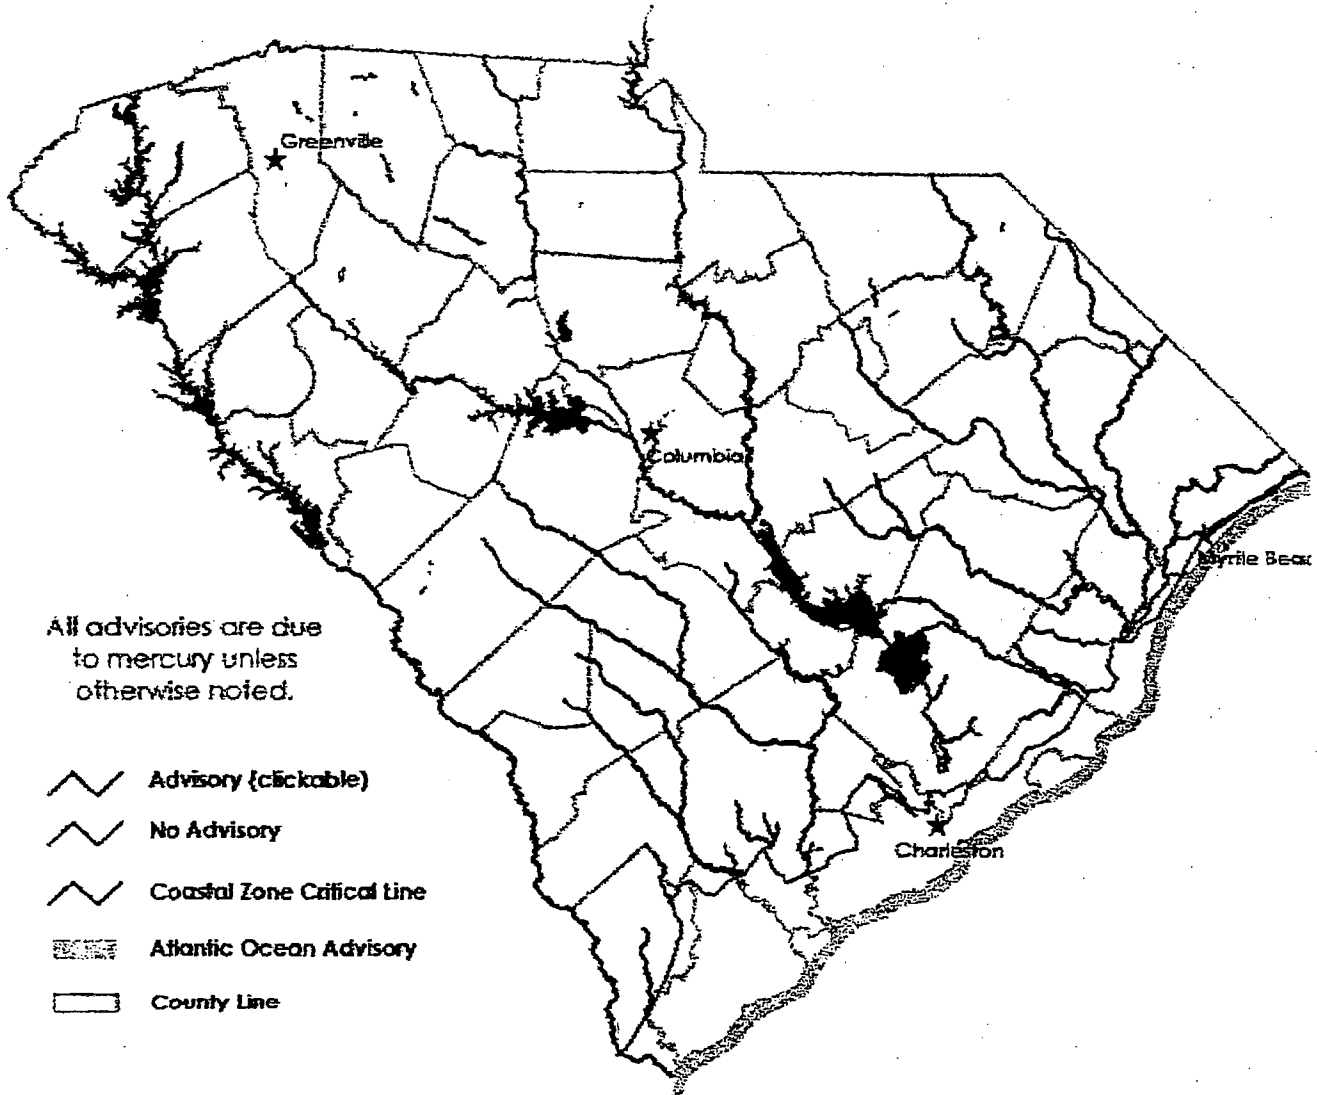 Greenville
Columbia
Myrtle Beac
All advisories are due
to mercury unless
otherwise noted.
Advisory (clickable)
No Advisory
Charleston
Coastal Zone Critical Line
Atlantic Ocean Advisory
County Line